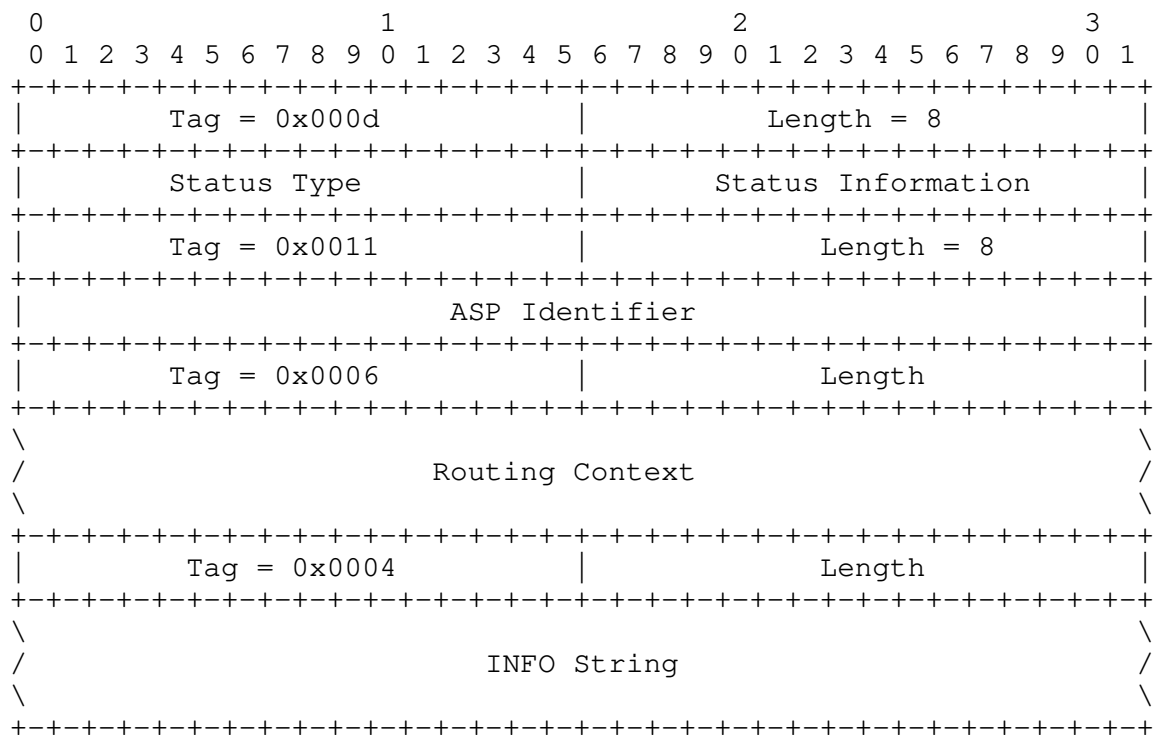 0                   1                   2                   3
 0 1 2 3 4 5 6 7 8 9 0 1 2 3 4 5 6 7 8 9 0 1 2 3 4 5 6 7 8 9 0 1
+-+-+-+-+-+-+-+-+-+-+-+-+-+-+-+-+-+-+-+-+-+-+-+-+-+-+-+-+-+-+-+-+
|        Tag = 0x000d           |          Length = 8           |
+-+-+-+-+-+-+-+-+-+-+-+-+-+-+-+-+-+-+-+-+-+-+-+-+-+-+-+-+-+-+-+-+
|        Status Type            |       Status Information      |
+-+-+-+-+-+-+-+-+-+-+-+-+-+-+-+-+-+-+-+-+-+-+-+-+-+-+-+-+-+-+-+-+
|        Tag = 0x0011           |             Length = 8        |
+-+-+-+-+-+-+-+-+-+-+-+-+-+-+-+-+-+-+-+-+-+-+-+-+-+-+-+-+-+-+-+-+
|                        ASP Identifier                         |
+-+-+-+-+-+-+-+-+-+-+-+-+-+-+-+-+-+-+-+-+-+-+-+-+-+-+-+-+-+-+-+-+
|        Tag = 0x0006           |             Length            |
+-+-+-+-+-+-+-+-+-+-+-+-+-+-+-+-+-+-+-+-+-+-+-+-+-+-+-+-+-+-+-+-+
\                                                               \
/                       Routing Context                         /
\                                                               \
+-+-+-+-+-+-+-+-+-+-+-+-+-+-+-+-+-+-+-+-+-+-+-+-+-+-+-+-+-+-+-+-+
|         Tag = 0x0004          |             Length            |
+-+-+-+-+-+-+-+-+-+-+-+-+-+-+-+-+-+-+-+-+-+-+-+-+-+-+-+-+-+-+-+-+
\                                                               \
/                          INFO String                          /
\                                                               \
+-+-+-+-+-+-+-+-+-+-+-+-+-+-+-+-+-+-+-+-+-+-+-+-+-+-+-+-+-+-+-+-+